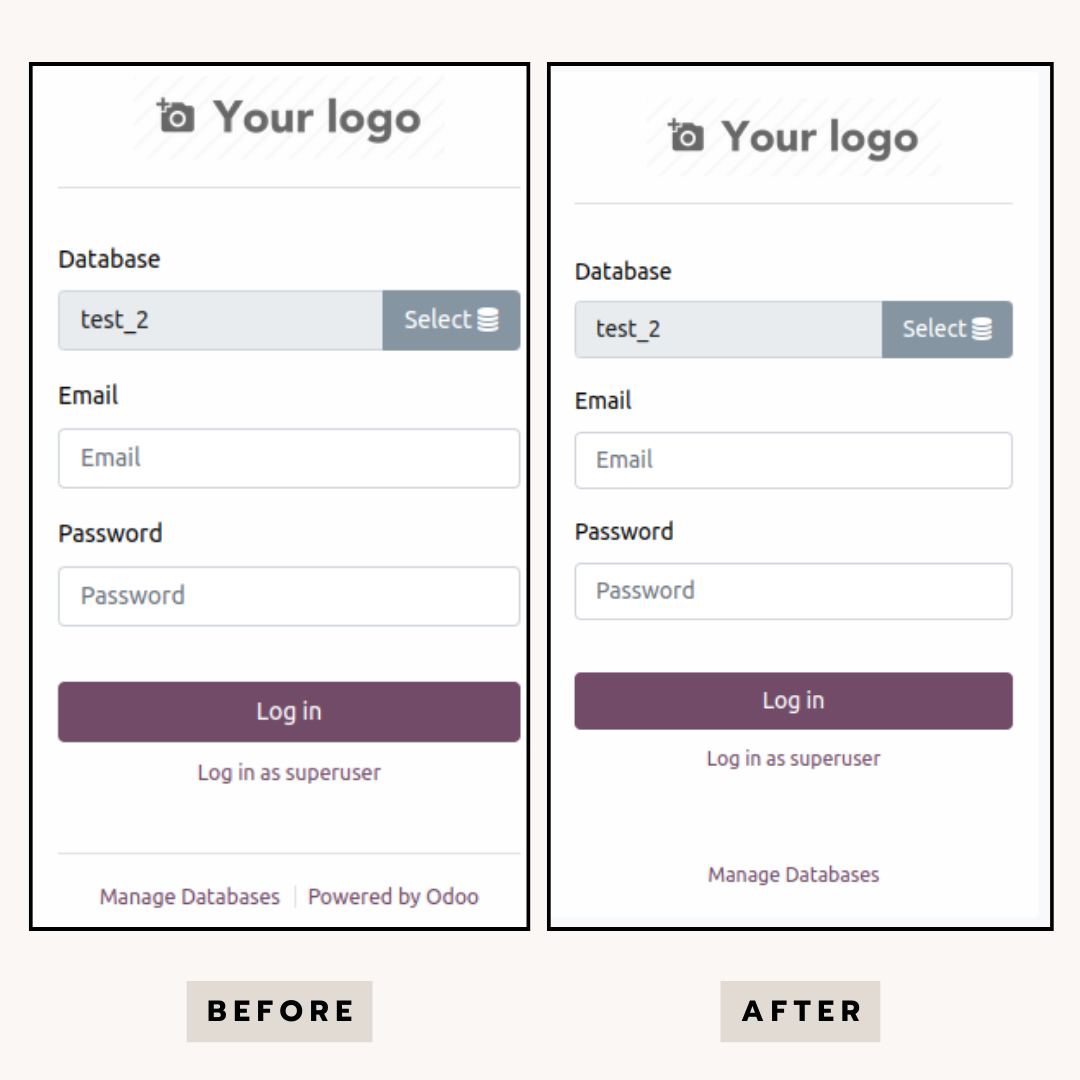 Your logo
Database
test_2 Select
Email
Email
Password
Password
Log in
Log in as superuser
Manage Databases | Powered by Odoo
BEFORE
Your logo
Database
test_2 Select
Email
Email
Password
Password
Log in
Log in as superuser
Manage Databases
AFTER